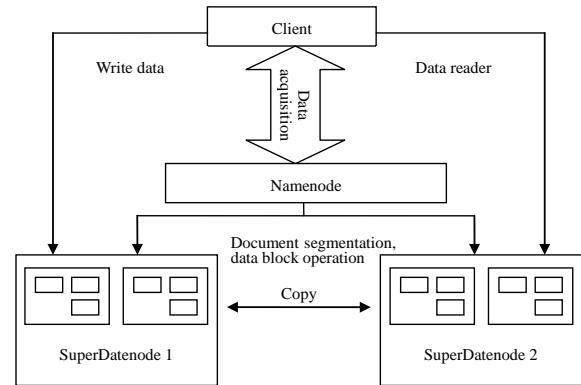 Client
Write data
Data reader
Data
acquisition
Namenode
Document segmentation,
data block operation
Copy
SuperDatenode 1
SuperDatenode 2